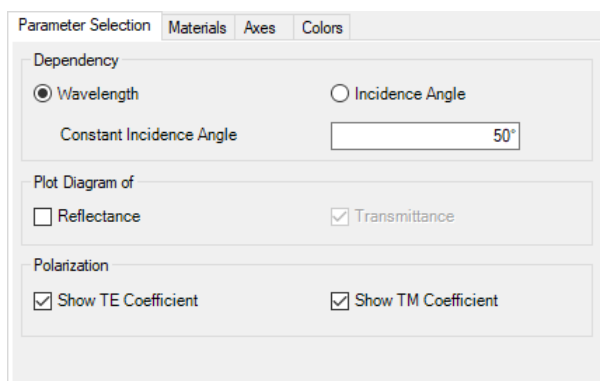 Parameter Selection Materials Axes Colors
Dependency
Wavelength Incidence Angle
Constant Incidence Angle 50°
Plot Diagram of
Reflectance Transmittance
Polarization
Show TE Coefficient Show TM Coefficient